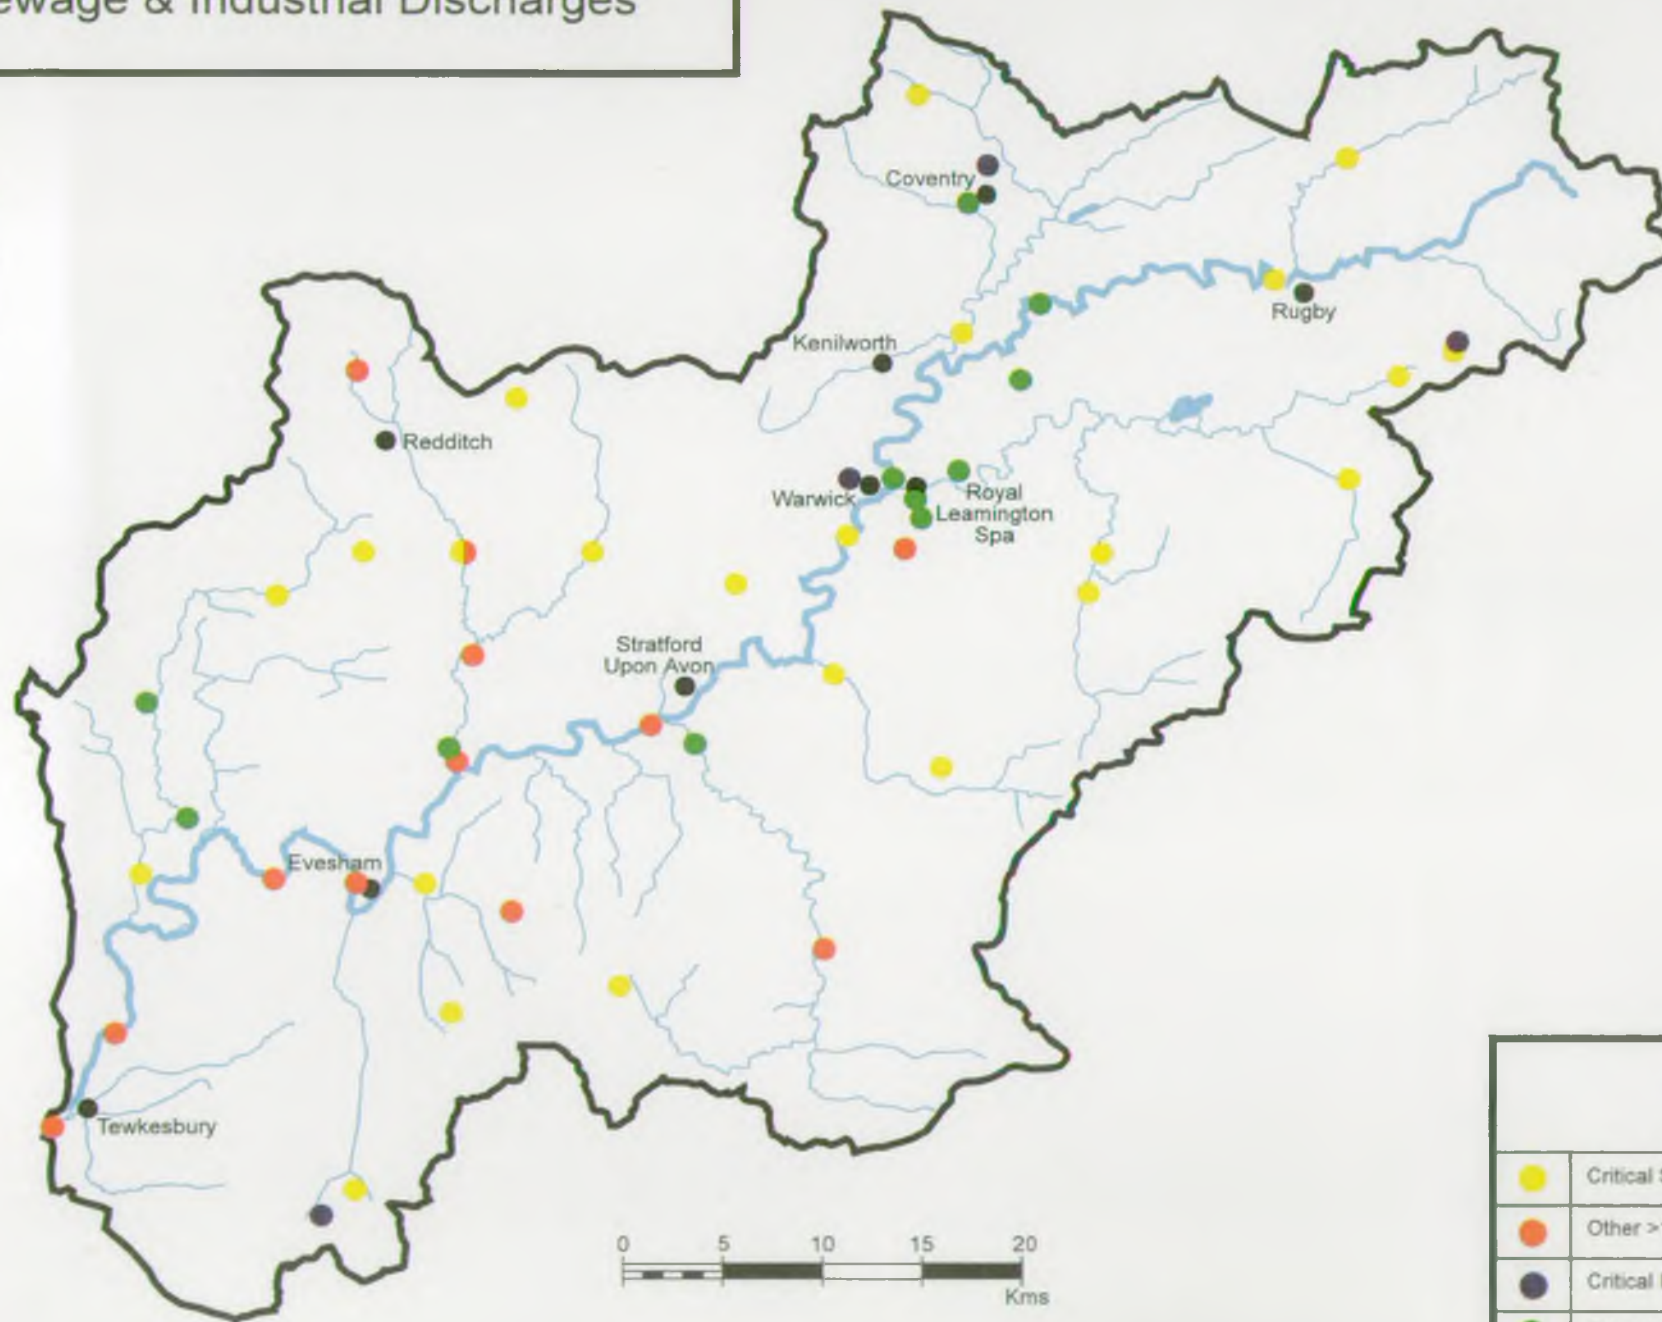 & Industrial Discharges
Coventry
Rugby
Kenilworth
Redditch
Warwick
Royal
Leamington
Spa
Stratford
Upon Avon
Evesham
Tewkesbury
0 5 10 15 20
Kms
Critical
Other >
Critical